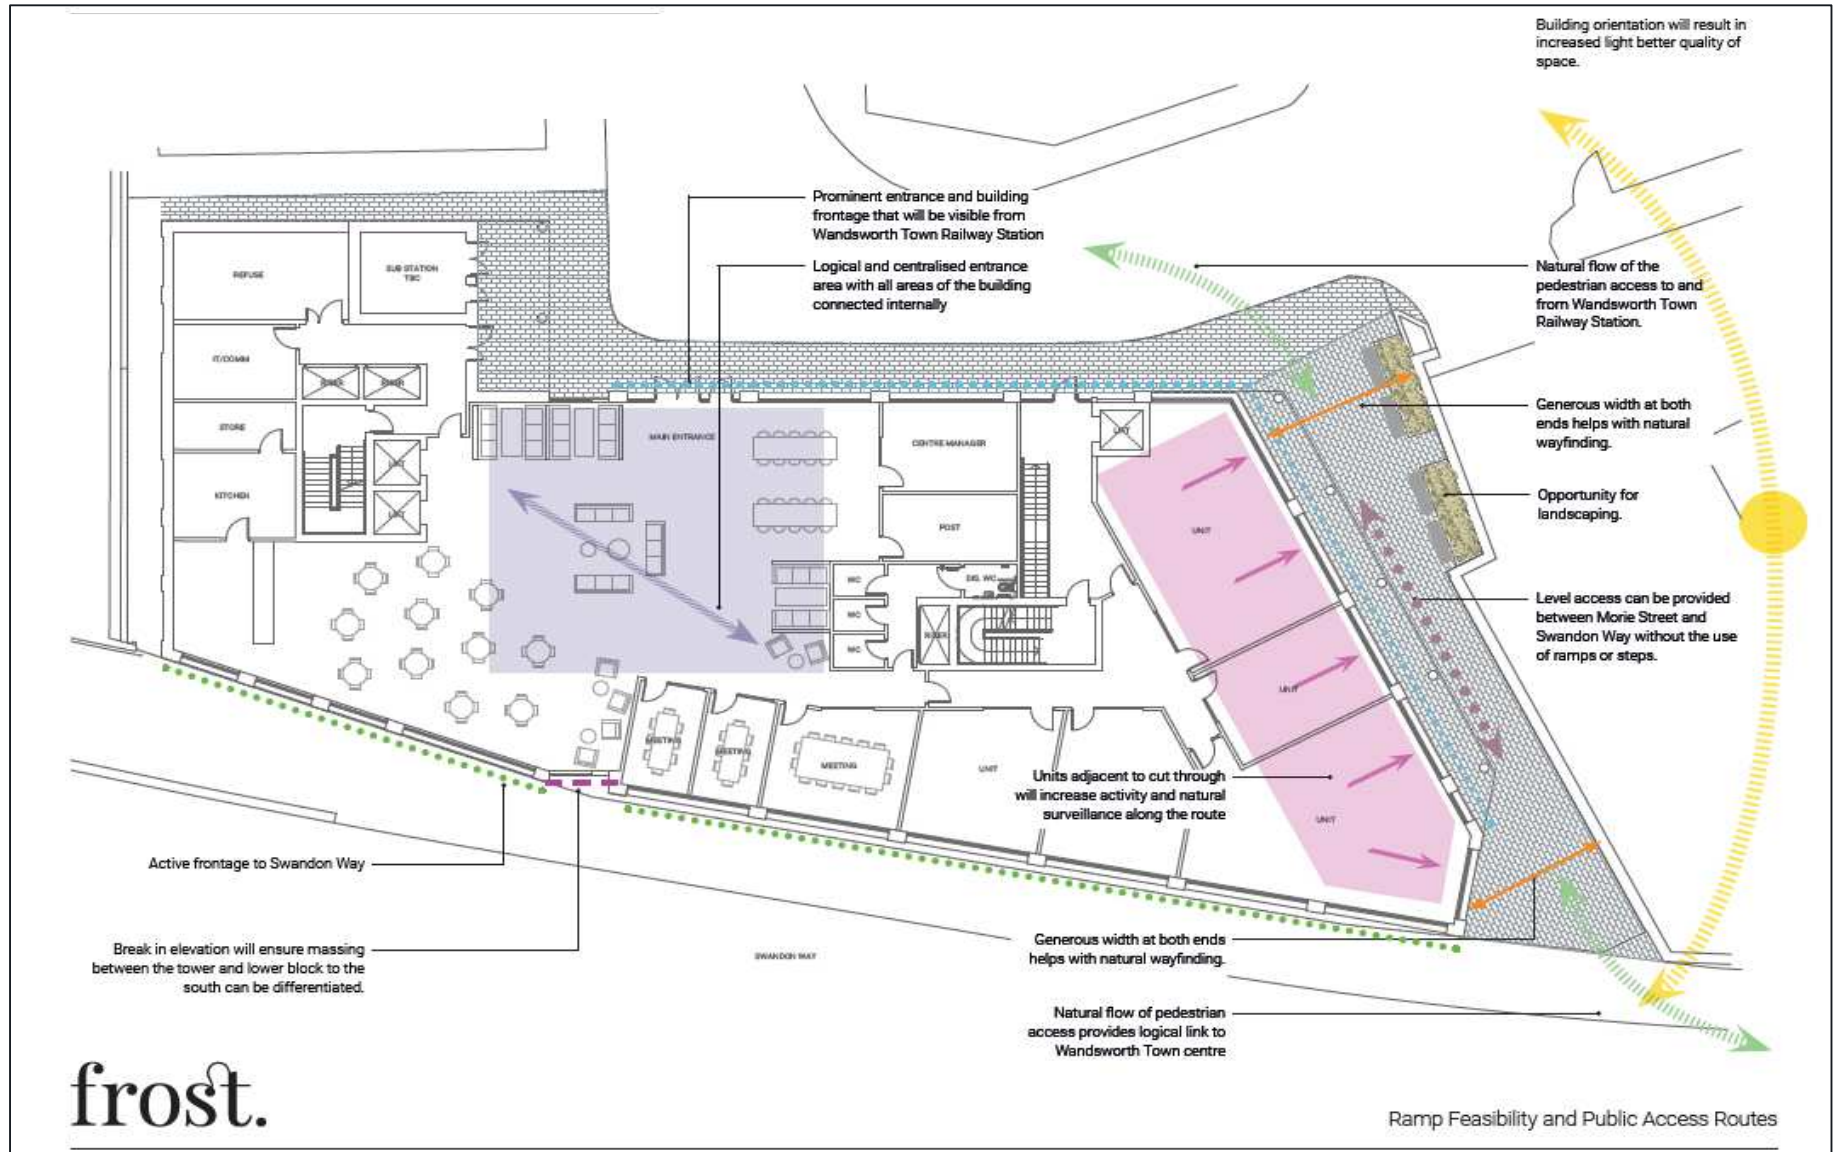 Building orientation will result in
increased light better quality of
space.
Prominent entrance and building
frontage that will be visible from
Wandsworth Town Railway Station
Logical and centralised entrance
area with all areas of the building
connected internally
Natural flow of the
pedestrian access to and
from Wandsworth Town
Railway Station.
REFUSE
SUB STATION
TBC
IT/COMM
RISER
RISER
STORE
LIFT
KITCHEN
LIFT
MAIN ENTRANCE
CENTRE MANAGER
LIFT
POST
UNIT
Generous width at both
ends helps with natural
wayfinding.
Opportunity for
landscaping.
WC
DIS. WC
WC
RISER
WC
Level access can be provided
between Morie Street and
Swandon Way without the use
of ramps or steps.
UNIT
MEETING
MEETING
MEETING
UNIT
Units adjacent to cut through
will increase activity and natural
surveillance along the route
UNIT
Active frontage to Swandon Way
Break in elevation will ensure massing
between the tower and lower block to the
south can be differentiated.
SWANDON WAY
Generous width at both ends
helps with natural wayfinding.
Natural flow of pedestrian
access provides logical link to
Wandsworth Town centre
frost.
Ramp Feasibility and Public Access Routes